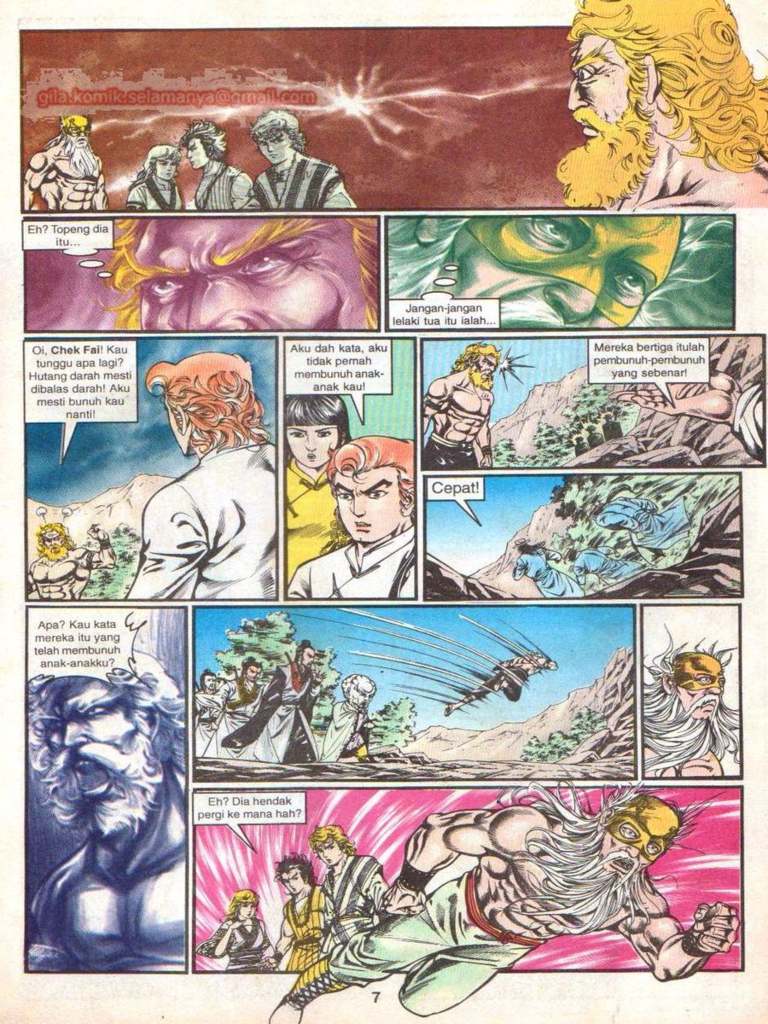 gila.komik.selamanya@gmail.com
Eh? Topeng dia
itu...
Jangan-jangan
lelaki tua itu ialah...
Oi, Chek Fai! Kau
tunggu apa lagi?
Hutang darah mesti
dibalas darah! Aku
mesti bunuh kau
nanti!
Aku dah kata, aku
tidak pernah
membunuh anak-
anak kau!
Mereka bertiga itulah
pembunuh-pembunuh
yang sebenar!
Cepat!
Apa? Kau kata
mereka itu yang
telah membunuh
anak-anakku?
Eh? Dia hendak
pergi ke mana hah?
7